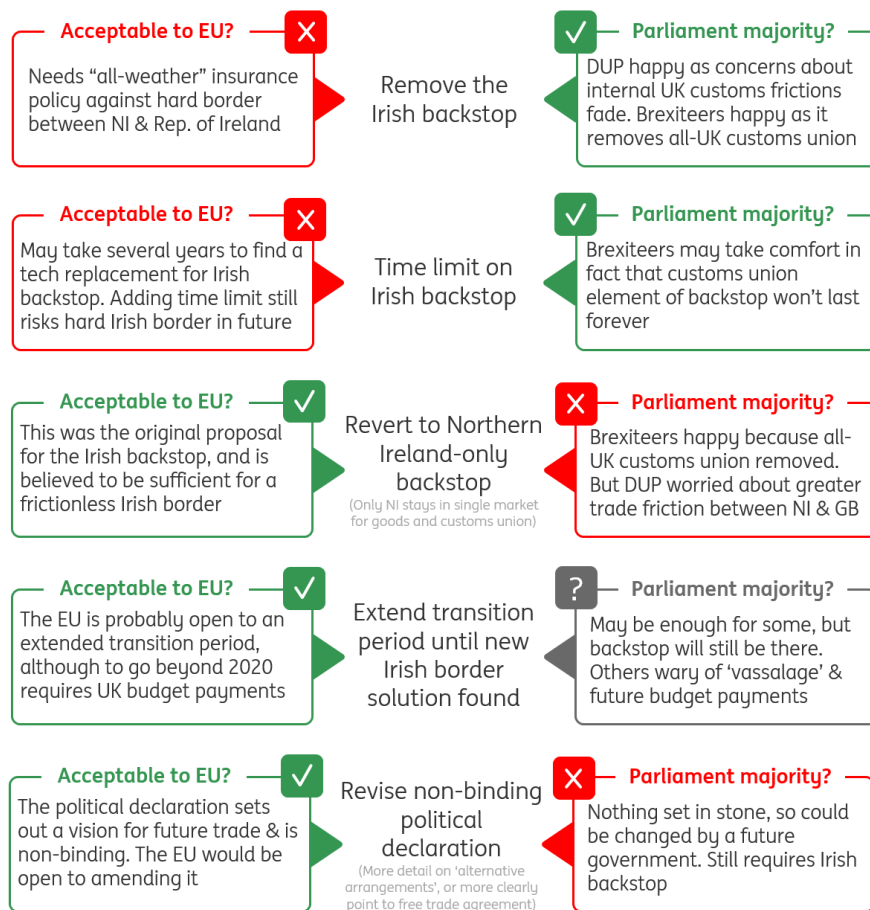 Acceptable to EU?
Needs “all-weather” insurance
policy against hard border
between NI & Rep. of Ireland
Remove the
Irish backstop
Parliament majority?
DUP happy as concerns about
internal UK customs frictions
fade. Brexiteers happy as it
removes all-UK customs union
Acceptable to EU?
May take several years to find a
tech replacement for Irish
backstop. Adding time limit still
risks hard Irish border in future
Time limit on
Irish backstop
Parliament majority?
Brexiteers may take comfort in
fact that customs union
element of backstop won’t last
forever
Acceptable to EU?
This was the original proposal
for the Irish backstop, and is
believed to be sufficient for a
frictionless Irish border
Revert to Northern
Ireland-only
backstop
(Only NI stays in single market
for goods and customs union)
Parliament majority?
Brexiteers happy because all-
UK customs union removed.
But DUP worried about greater
trade friction between NI & GB
Acceptable to EU?
The EU is probably open to an
extended transition period,
although to go beyond 2020
requires UK budget payments
Extend transition
period until new
Irish border
solution found
?
Parliament majority?
May be enough for some, but
backstop will still be there.
Others wary of ‘vassalage’ &
future budget payments
Acceptable to EU?
The political declaration sets
out a vision for future trade & is
non-binding. The EU would be
open to amending it
Revise non-binding
political
declaration
(More detail on ‘alternative
arrangements’, or more clearly
point to free trade agreement)
Parliament majority?
Nothing set in stone, so could
be changed by a future
government. Still requires Irish
backstop